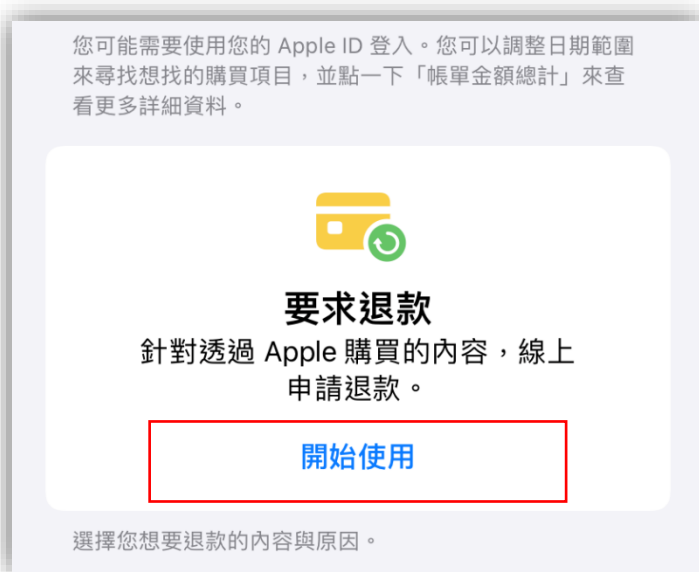 您可能需要使用您的 Apple ID 登入。您可以調整日期範圍
來尋找想找的購買項目，並點一下「帳單金額總計」來查
看更多詳細資料。
要求退款
針對透過 Apple 購買的內容，線上
申請退款。
開始使用
選擇您想要退款的內容與原因。